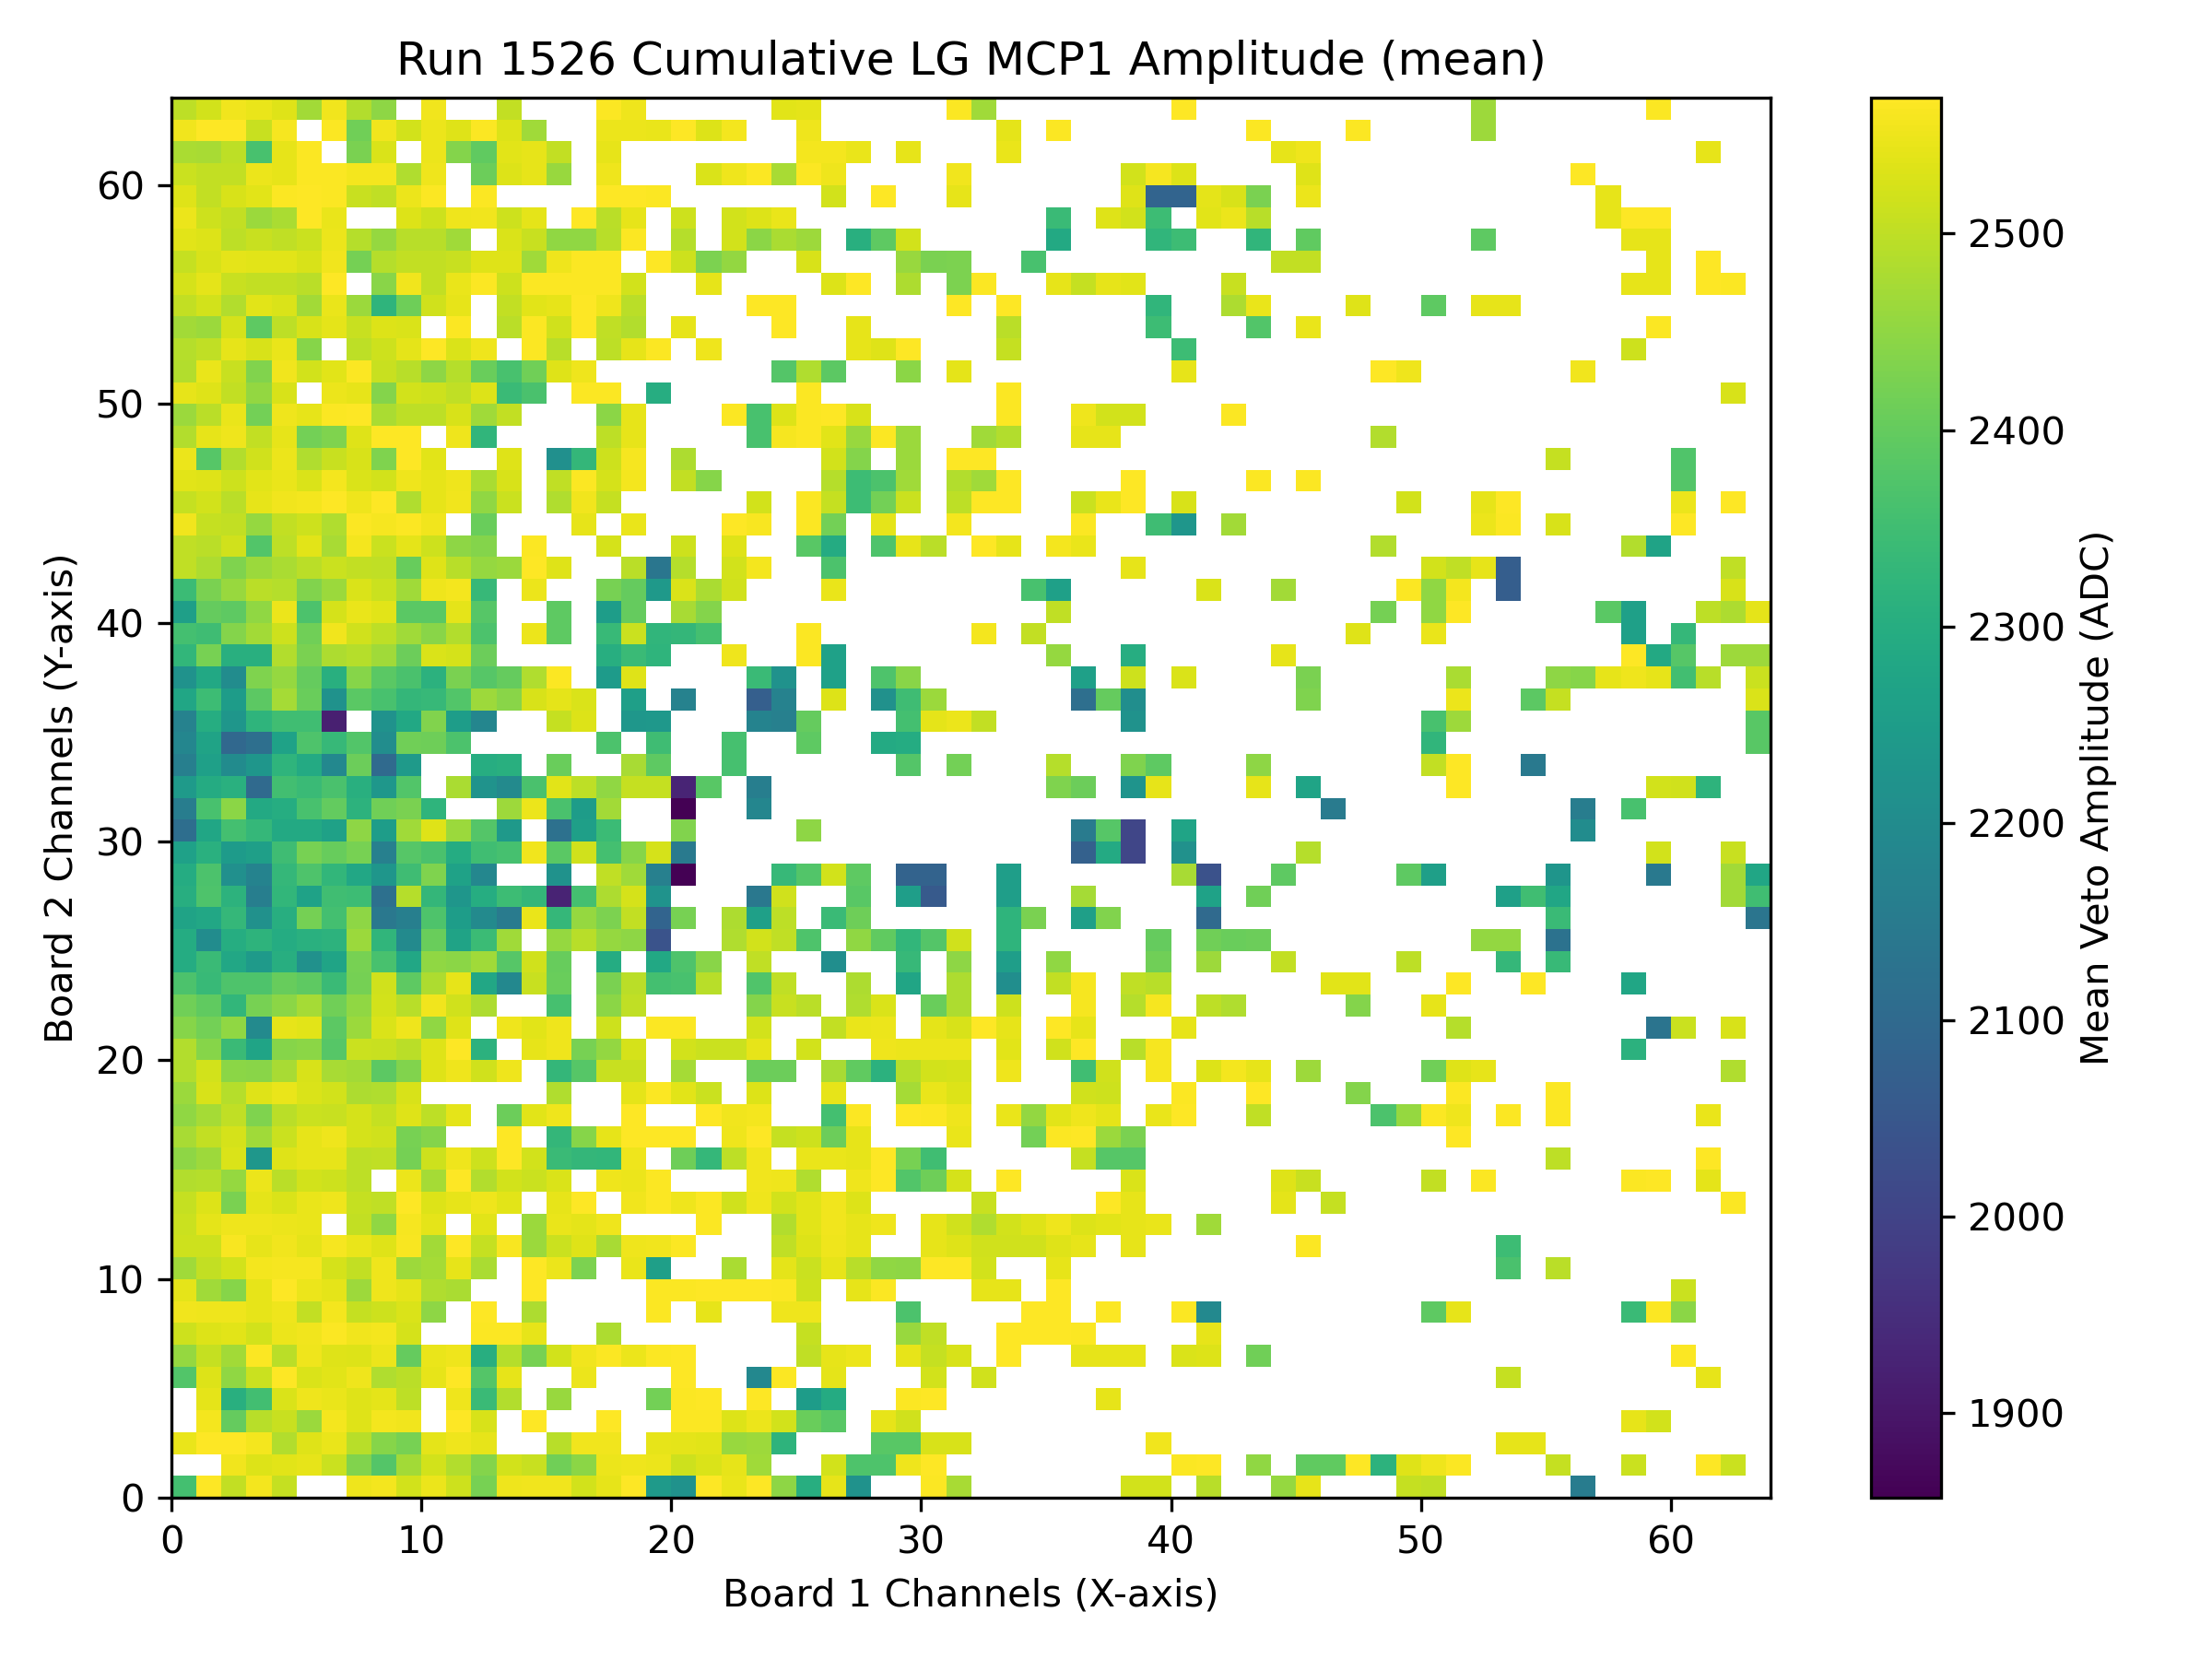 Run 1526 Cumulative LG MCP1 Amplitude (mean)
Board 2 Channels (Y-axis)
60
50
40
30
20
10
0
0 10 20 30 40 50 60
Board 1 Channels (X-axis)
2500
2400
2300
2200
2100
2000
1900
Mean Veto Amplitude (ADC)